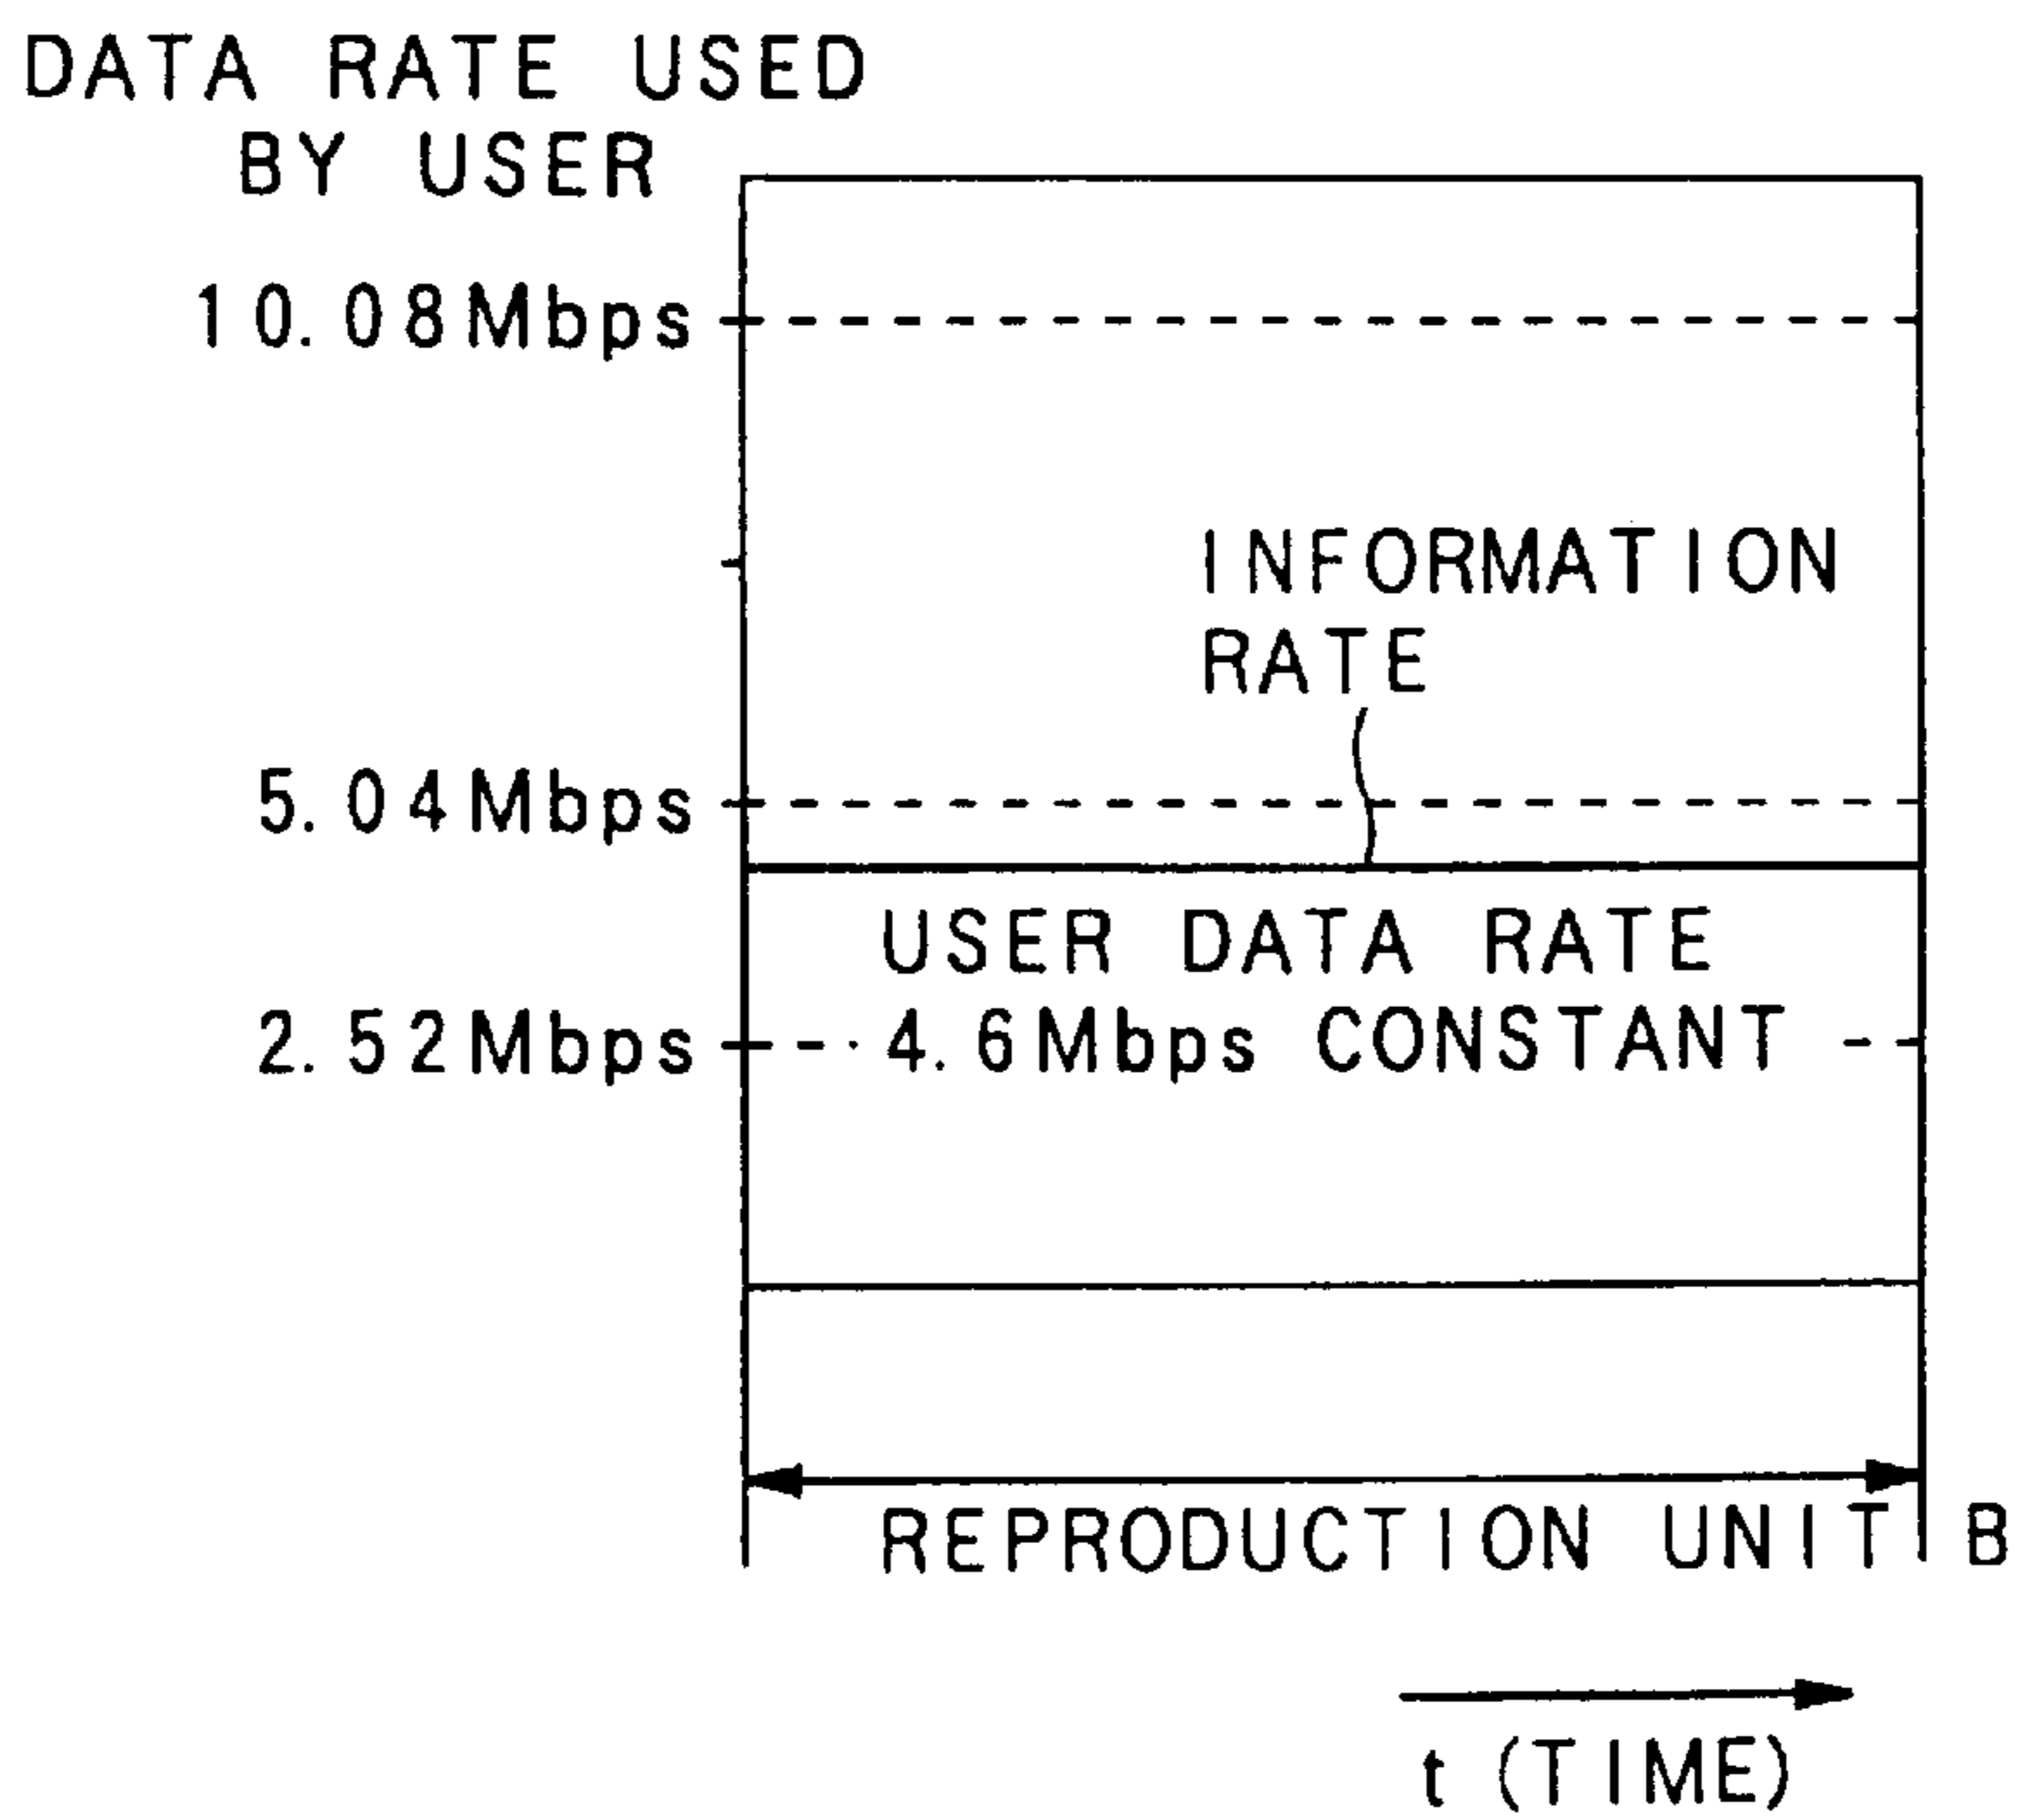 DATA RATE USED
BY USER
10.08Mbps
INFORMATION
RATE
5.04Mbps
USER DATA RATE
2.52Mbps
4.6Mbps CONSTANT
REPRODUCTION UNIT B
t (TIME)